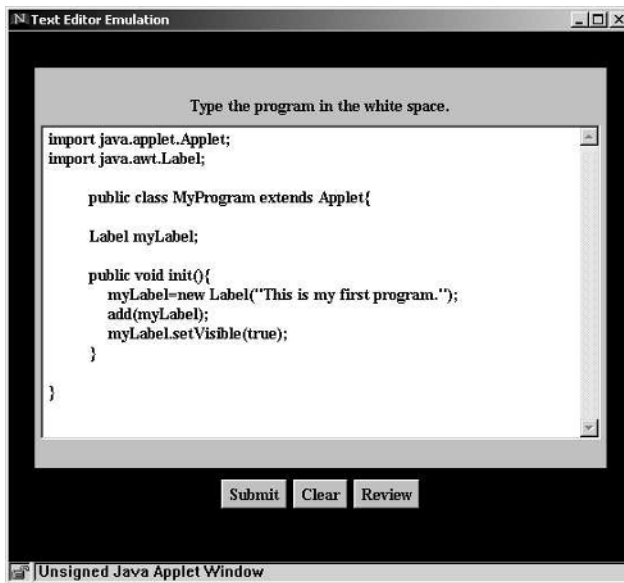 N Text Editor Emulation
Type the program in the white space.
import java.applet.Applet;
import java.awt.Label;
public class MyProgram extends Applet{
Label myLabel;
public void init(){
myLabel=new Label("This is my first program.");
add(myLabel);
myLabel.setVisible(true);
}
}
Submit Clear Review
Unsigned Java Applet Window